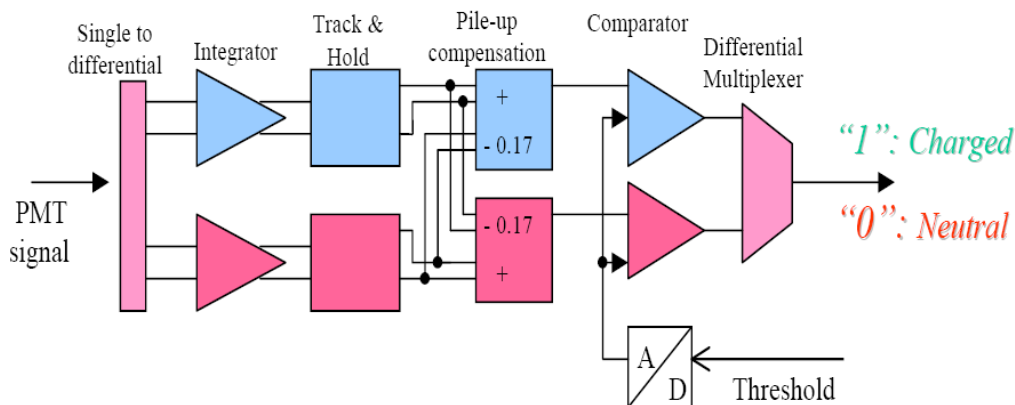 Single to
differential
Integrator
Track &
Hold
Pile-up
compensation
Comparator
Differential
Multiplexer
+
- 0.17
- 0.17
+
PMT
signal
“1”: Charged
“0”: Neutral
A
D
Threshold